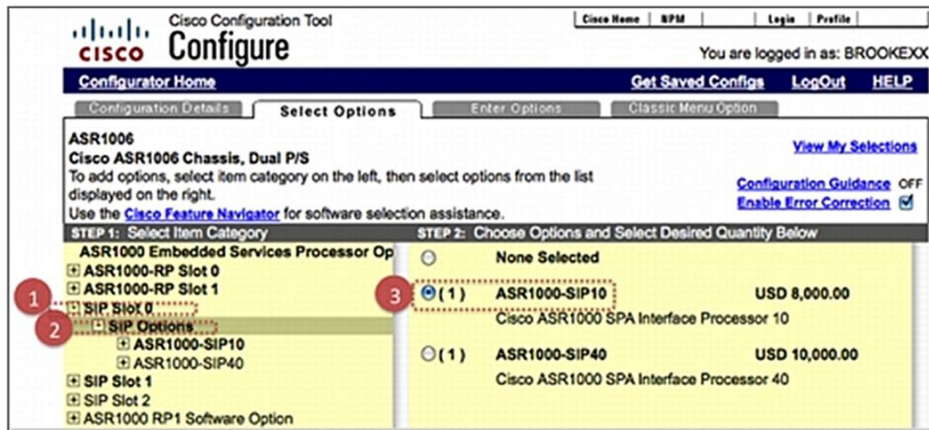 Cisco Configuration Tool
Cisco Home NPM Login Profile
CISCO
Configure
You are logged in as: BROOKEXX
Configurator Home Get Saved Configs LogOut HELP
Configuration Details Select Options Enter Options Classic Menu Option
ASR1006
View My Selections
Cisco ASR1006 Chassis, Dual P/S
To add options, select item category on the left, then select options from the list
displayed on the right.
Configuration Guidance OFF
Enable Error Correction
Use the Cisco Feature Navigator for software selection assistance.
STEP 1: Select Item Category
ASR1000 Embedded Services Processor Op
ASR1000-RP Slot 0
ASR1000-RP Slot 1
1 SIP Slot 0
2 SIP Options
ASR1000-SIP10
ASR1000-SIP40
SIP Slot 1
SIP Slot 2
ASR1000 RP1 Software Option
STEP 2: Choose Options and Select Desired Quantity Below
None Selected
3 (1) ASR1000-SIP10 USD 8,000.00
Cisco ASR1000 SPA Interface Processor 10
(1) ASR1000-SIP40 USD 10,000.00
Cisco ASR1000 SPA Interface Processor 40